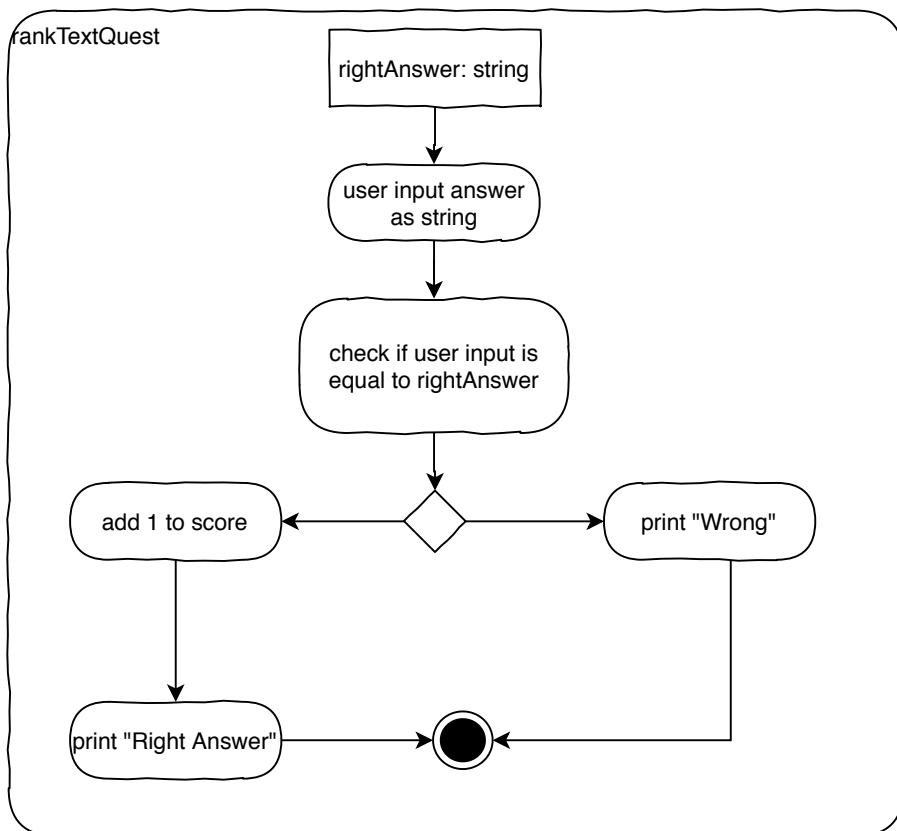 rankTextQuest
rightAnswer: string
user input answer
as string
check if user input is
equal to rightAnswer
add 1 to score
print "Wrong"
print "Right Answer"